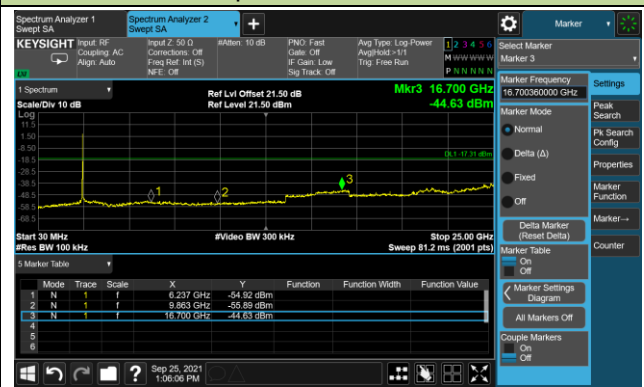 Spectrum Analyzer 1
Swept SA
Spectrum Analyzer 2
Swept SA
Marker
KEYSIGHT
Input: RF
Coupling: AC
Align: Auto
Input Z: 50 Ω
Corrections: Off
Freq Ref: Int (S)
NFE: Off
#Atten: 10 dB
PNO: Fast
Gate: Off
IF Gain: Low
Sig Track: Off
Avg Type: Log-Power
Avg|Hold:>1/1
Trig: Free Run
1 2 3 4 5 6
M W W W W W
P N N N N N
Select Marker
Marker 3
LXI
1 Spectrum
Scale/Div 10 dB
Ref Lvl Offset 21.50 dB
Ref Level 21.50 dBm
Mkr3 16.700 GHz
-44.63 dBm
Log
11.5
1.50
-8.50
-18.5
-28.5
-38.5
-48.5
-58.5
-68.5
DL1 -17.31 dBm
1
2
3
Start 30 MHz
#Res BW 100 kHz
#Video BW 300 kHz
Stop 25.00 GHz
Sweep 81.2 ms (2001 pts)
Marker Frequency
16.700360000 GHz
Marker Mode
Normal
Delta (Δ)
Fixed
Off
Delta Marker
(Reset Delta)
Marker Table
On
Off
Marker Settings
Diagram
All Markers Off
Couple Markers
On
Off
Settings
Peak
Search
Pk Search
Config
Properties
Marker
Function
Marker→
Counter
5 Marker Table
Mode Trace Scale X Y Function Function Width Function Value
1 N 1 f 6.237 GHz -54.92 dBm
2 N 1 f 9.863 GHz -55.89 dBm
3 N 1 f 16.700 GHz -44.63 dBm
4
5
6
?
Sep 25, 2021
1:06:06 PM